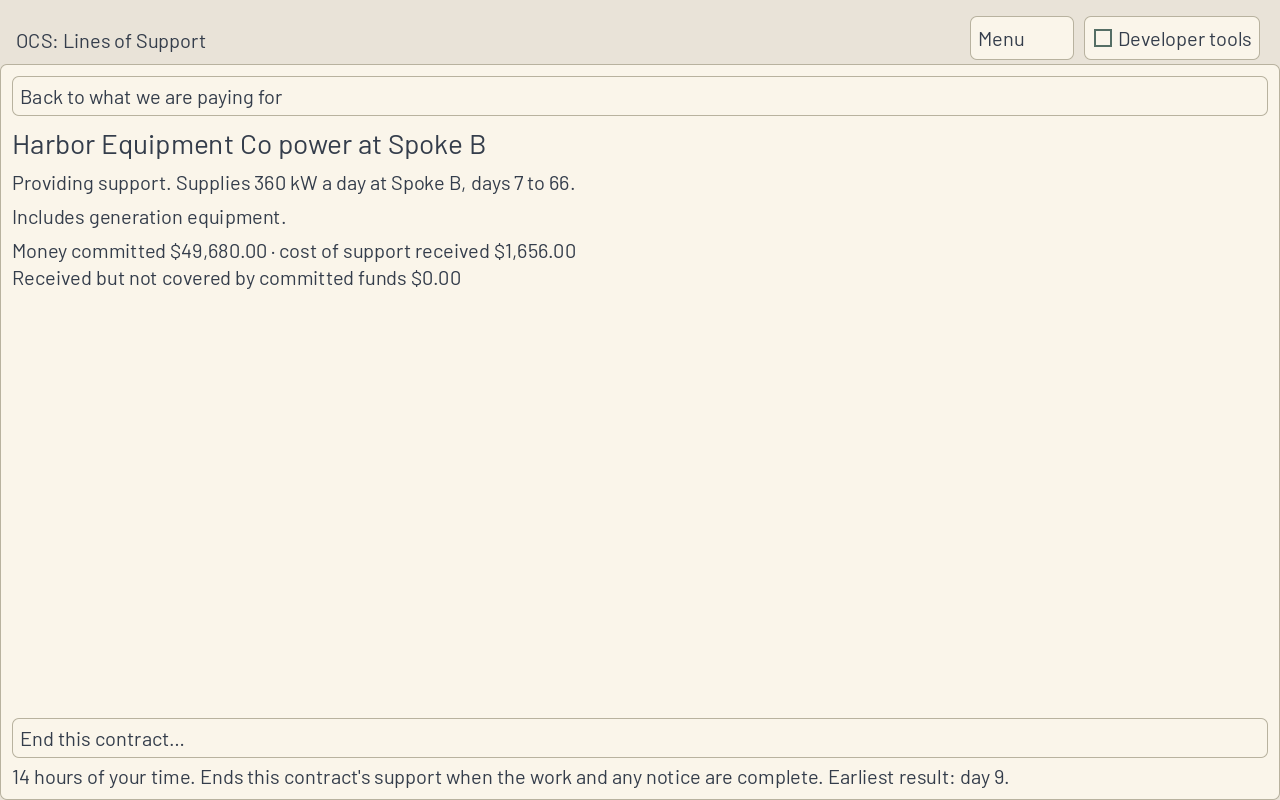 OCS: Lines of Support
Menu
Developer tools
Back to what we are paying for
Harbor Equipment Co power at Spoke B
Providing support. Supplies 360 kW a day at Spoke B, days 7 to 66.
Includes generation equipment.
Money committed $49,680.00 · cost of support received $1,656.00
Received but not covered by committed funds $0.00
End this contract...
14 hours of your time. Ends this contract's support when the work and any notice are complete. Earliest result: day 9.